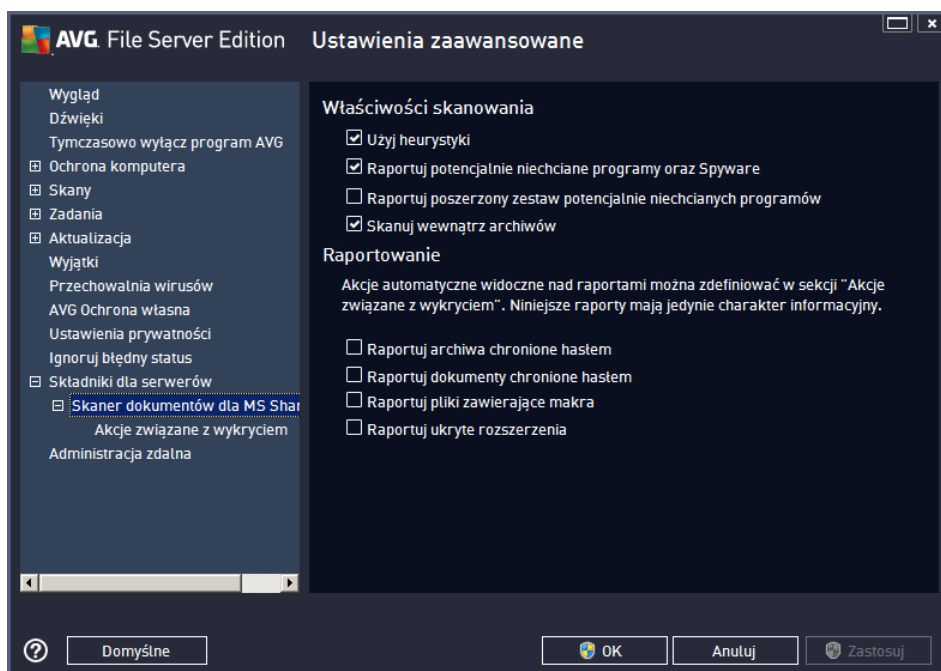 AVG. File Server Edition Ustawienia zaawansowane
Wygląd
Dźwięki
Tymczasowo wyłącz program AVG
Ochrona komputera
Skany
Zadania
Aktualizacja
Wyjątki
Przechowalnia wirusów
AVG Ochrona własna
Ustawienia prywatności
Ignoruj błędny status
Składniki dla serwerów
Skaner dokumentów dla MS Shar
Akcje związane z wykryciem
Administracja zdalna
Właściwości skanowania
Użyj heurystyki
Raportuj potencjalnie niechciane programy oraz Spyware
Raportuj poszerzony zestaw potencjalnie niechcianych programów
Skanuj wewnątrz archiwów
Raportowanie
Akcje automatyczne widoczne nad raportami można zdefiniować w sekcji "Akcje
związane z wykryciem". Niniejsze raporty mają jedynie charakter informacyjny.
Raportuj archiwa chronione hasłem
Raportuj dokumenty chronione hasłem
Raportuj pliki zawierające makra
Raportuj ukryte rozszerzenia
Domyślne
OK
Anuluj
Zastosuj